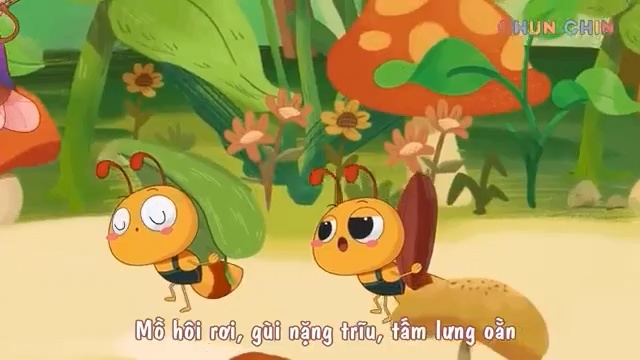 CHUN CHIN
Mồ hôi rơi, gùi nặng trĩu, tấm lưng oằn